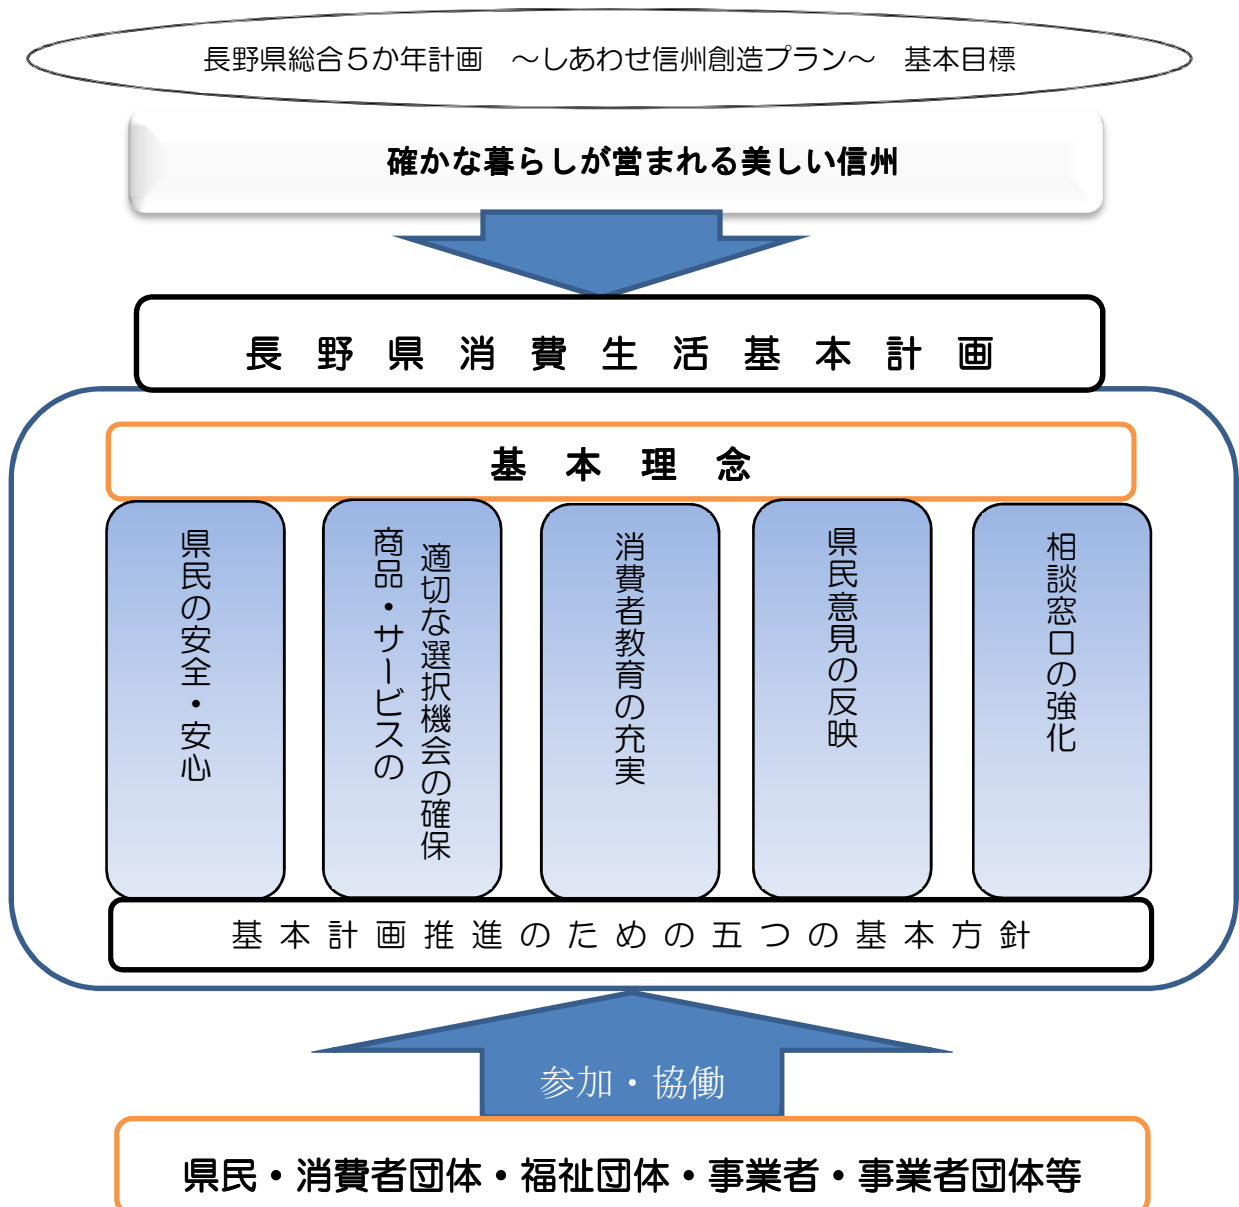 長野県総合５か年計画　～しあわせ信州創造プラン～　基本目標
確かな暮らしが営まれる美しい信州
長野県消費生活基本計画
基本理念
県民の安全・安心
商品・サービスの
適切な選択機会の確保
消費者教育の充実
県民意見の反映
相談窓口の強化
基本計画推進のための五つの基本方針
参加・協働
県民・消費者団体・福祉団体・事業者・事業者団体等